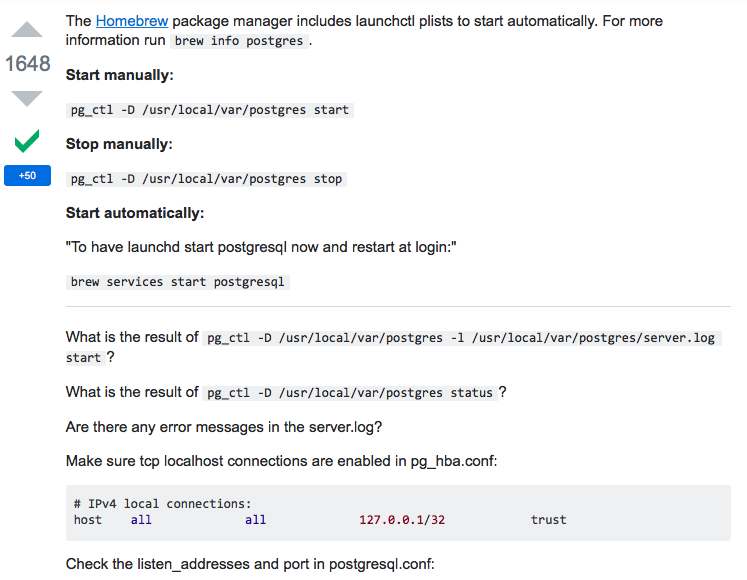 The Homebrew package manager includes launchctl plists to start automatically. For more
information run brew info postgres .
1648
Start manually:
pg_ctl -D /usr/local/var/postgres start
Stop manually:
+50
pg_ctl -D /usr/local/var/postgres stop
Start automatically:
"To have launchd start postgresql now and restart at login:"
brew services start postgresql
What is the result of pg_ctl -D /usr/local/var/postgres -l /usr/local/var/postgres/server.log
start ?
What is the result of pg_ctl -D /usr/local/var/postgres status ?
Are there any error messages in the server.log?
Make sure tcp localhost connections are enabled in pg_hba.conf:
# IPv4 local connections:
host all all 127.0.0.1/32 trust
Check the listen_addresses and port in postgresql.conf: